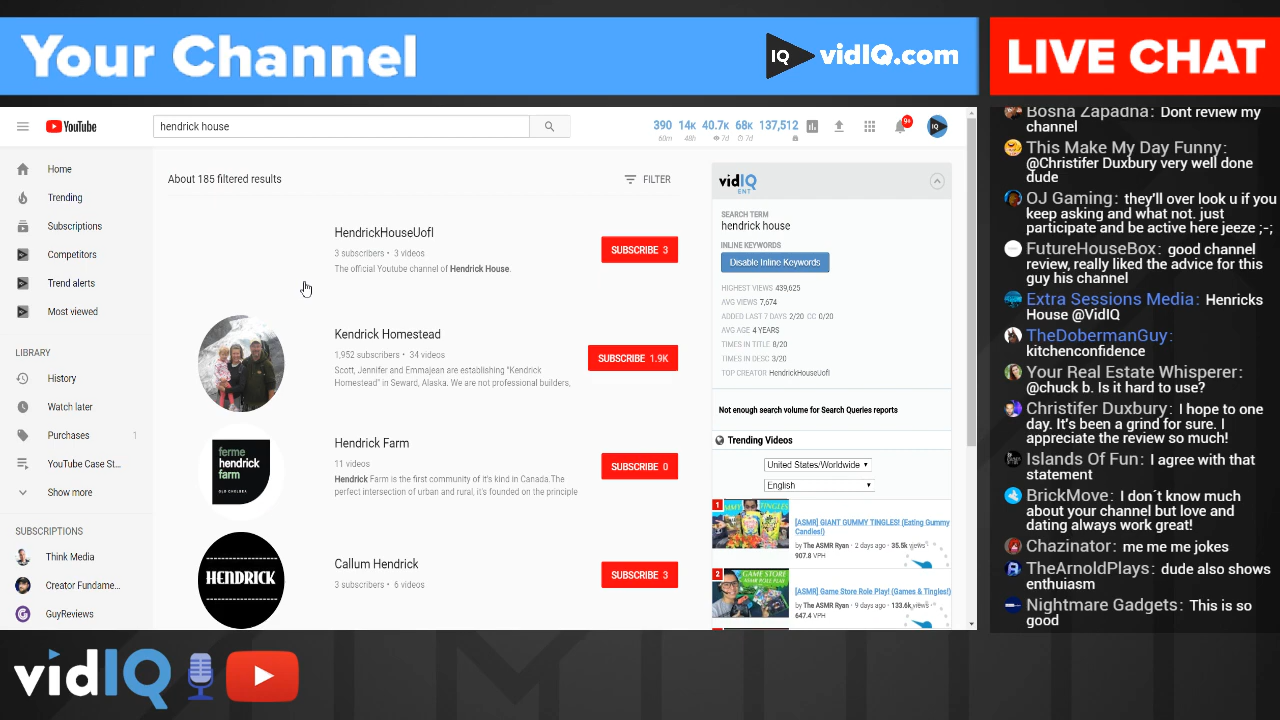 Your Channel
IQ vidIQ.com
LIVE CHAT
YouTube
hendrick house
390 14K 40.7K 68K 137,512
60m 48h 7d 7d
9+
IQ
Home
Trending
Subscriptions
Competitors
Trend alerts
Most viewed
LIBRARY
History
Watch later
Purchases 1
YouTube Case St...
Show more
SUBSCRIPTIONS
Think Media
Creator Fundame...
GuyReviews
About 185 filtered results
FILTER
HendrickHouseUofI
3 subscribers • 3 videos
The official Youtube channel of Hendrick House.
SUBSCRIBE 3
Kendrick Homestead
1,952 subscribers • 34 videos
Scott, Jennifer and Emmajean are establishing "Kendrick
Homestead" in Seward, Alaska. We are not professional builders,
SUBSCRIBE 1.9K
ferme
hendrick
farm
OLD CHELSEA
Hendrick Farm
11 videos
Hendrick Farm is the first community of it's kind in Canada.The
perfect intersection of urban and rural, it's founded on the principle
SUBSCRIBE 0
HENDRICK
Callum Hendrick
3 subscribers • 6 videos
SUBSCRIBE 3
vidIQ
ENT
SEARCH TERM
hendrick house
INLINE KEYWORDS
Disable Inline Keywords
HIGHEST VIEWS 439,625
AVG VIEWS 7,674
ADDED LAST 7 DAYS 2/20 CC 0/20
AVG AGE 4 YEARS
TIMES IN TITLE 8/20
TIMES IN DESC 3/20
TOP CREATOR HendrickHouseUofI
Not enough search volume for Search Queries reports
Trending Videos
United States/Worldwide
English
1
[ASMR] GIANT GUMMY TINGLES! (Eating Gummy
Candies!)
by The ASMR Ryan • 2 days ago • 35.5k views
907.8 VPH
2
GAME STORE
ASMR ROLE PLAY
[ASMR] Game Store Role Play! (Games & Tingles!)
by The ASMR Ryan • 9 days ago • 133.6k views
647.4 VPH
Bosna Zapadna: Dont review my
channel
This Make My Day Funny:
@Christifer Duxbury very well done
dude
OJ Gaming: they'll over look u if you
keep asking and what not. just
participate and be active here jeeze ;-;
FutureHouseBox: good channel
review, really liked the advice for this
guy his channel
Extra Sessions Media: Henricks
House @VidIQ
TheDobermanGuy:
kitchenconfidence
Your Real Estate Whisperer:
@chuck b. Is it hard to use?
Christifer Duxbury: I hope to one
day. It's been a grind for sure. I
appreciate the review so much!
Islands Of Fun: I agree with that
statement
BrickMove: I don´t know much
about your channel but love and
dating always work great!
Chazinator: me me me jokes
TheArnoldPlays: dude also shows
enthuiasm
Nightmare Gadgets: This is so
good
vidIQ